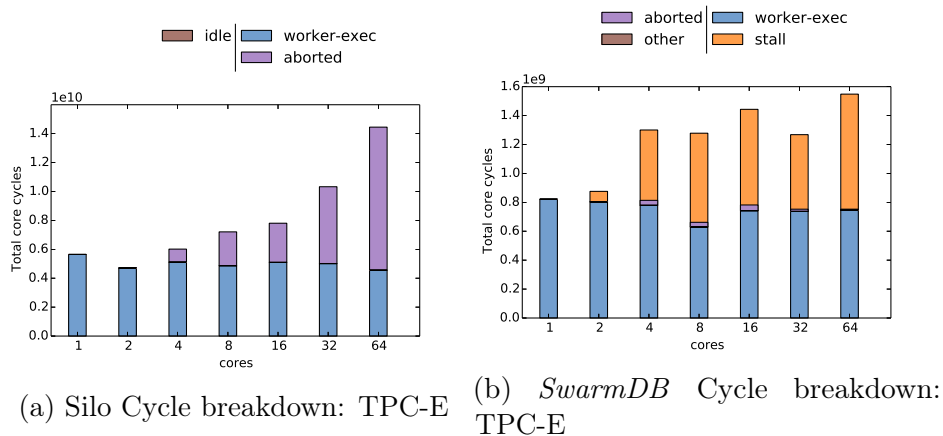 idle
worker-exec
aborted
1e10
1.4
1.2
1.0
0.8
0.6
0.4
0.2
0.0
Total core cycles
1 2 4 8 16 32 64
cores
(a) Silo Cycle breakdown: TPC-E
aborted
worker-exec
other
stall
1e9
1.6
1.4
1.2
1.0
0.8
0.6
0.4
0.2
0.0
Total core cycles
1 2 4 8 16 32 64
cores
(b) SwarmDB Cycle breakdown:
TPC-E